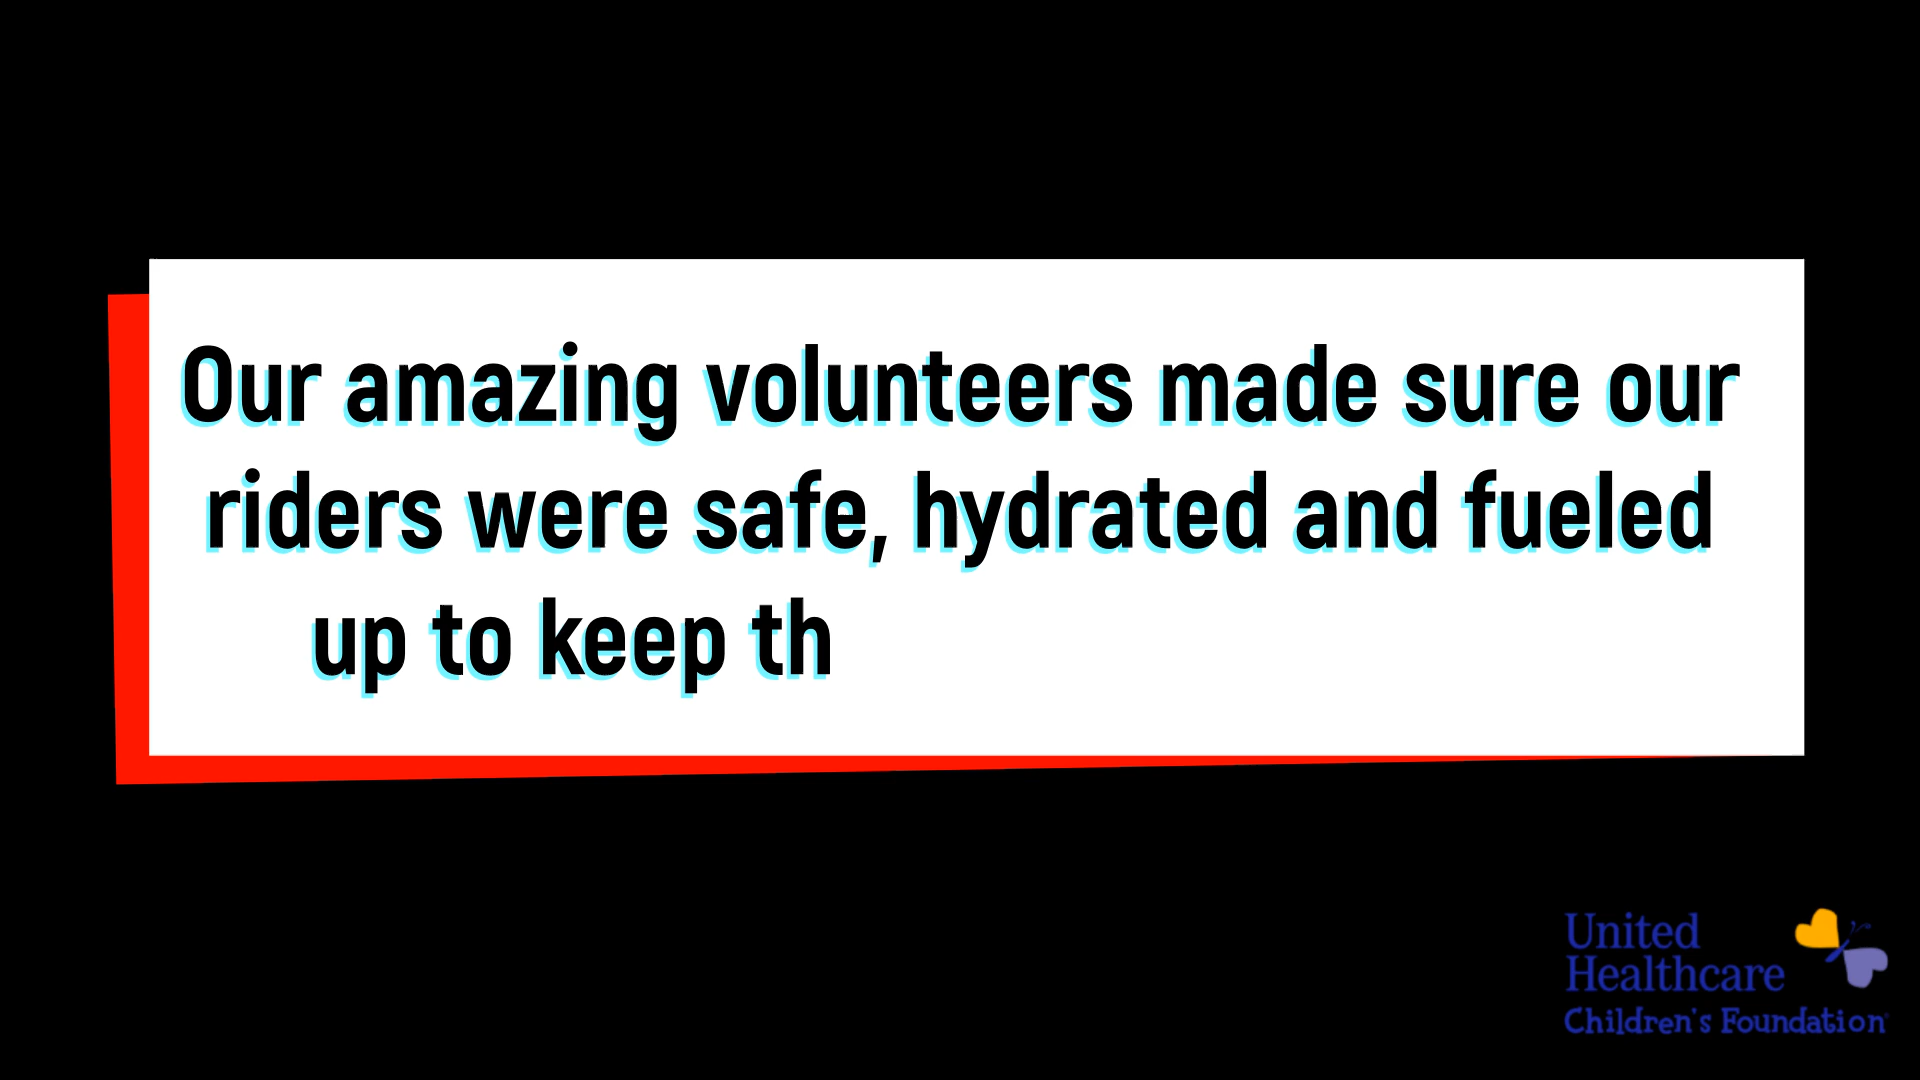 Our amazing volunteers made sure our
riders were safe, hydrated and fueled
up to keep th
United
Healthcare
Children's Foundation